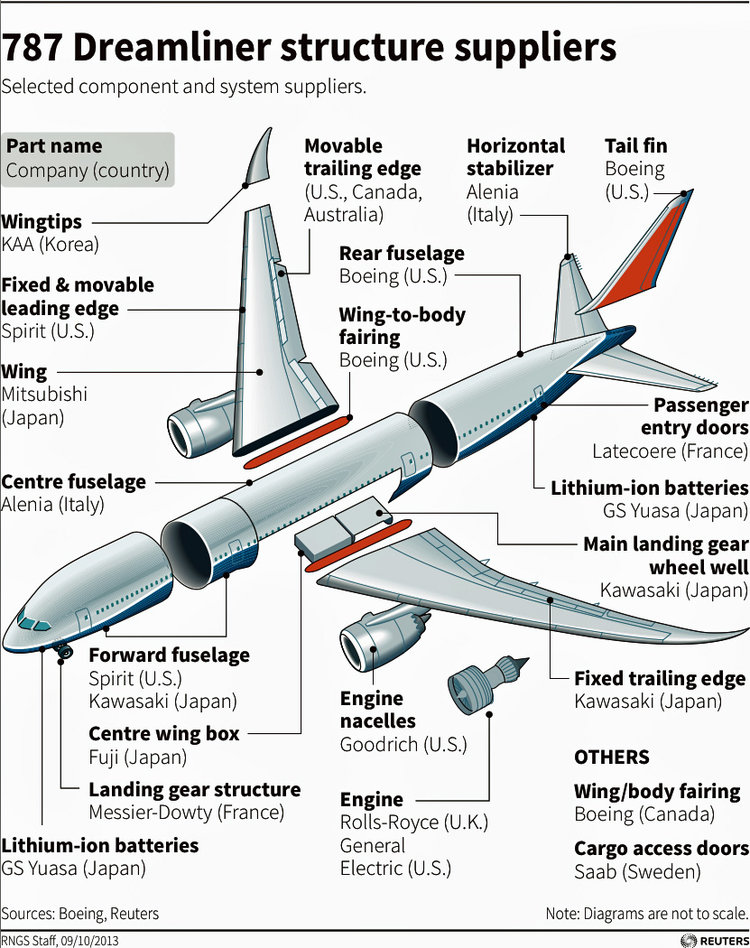 787 Dreamliner structure suppliers
Selected component and system suppliers.
Part name
Company (country)
Wingtips
KAA (Korea)
Fixed & movable
leading edge
Spirit (U.S.)
Wing
Mitsubishi
(Japan)
Centre fuselage
Alenia (Italy)
Movable
trailing edge
(U.S., Canada,
Australia)
Rear fuselage
Boeing (U.S.)
Wing-to-body
fairing
Boeing (U.S.)
Horizontal
stabilizer
Alenia
(Italy)
Tail fin
Boeing
(U.S.)
Passenger
entry doors
Latecoere (France)
Lithium-ion batteries
GS Yuasa (Japan)
Main landing gear
wheel well
Kawasaki (Japan)
Forward fuselage
Spirit (U.S.)
Kawasaki (Japan)
Centre wing box
Fuji (Japan)
Landing gear structure
Messier-Dowty (France)
Lithium-ion batteries
GS Yuasa (Japan)
Engine
nacelles
Goodrich (U.S.)
Engine
Rolls-Royce (U.K.)
General
Electric (U.S.)
Fixed trailing edge
Kawasaki (Japan)
OTHERS
Wing/body fairing
Boeing (Canada)
Cargo access doors
Saab (Sweden)
Sources: Boeing, Reuters
Note: Diagrams are not to scale.
RNGS Staff, 09/10/2013
REUTERS